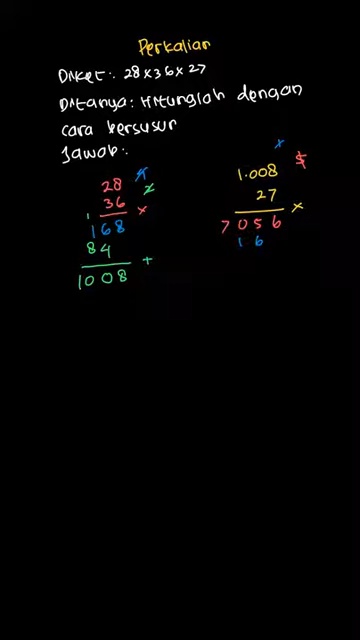 Perkalian
Diket: 28 x 36 x 27
Ditanya: Hitunglah dengan
cara bersusun
Jawab:
28
36 x
1
168
84
1008 +
1.008
27 x
7056
16